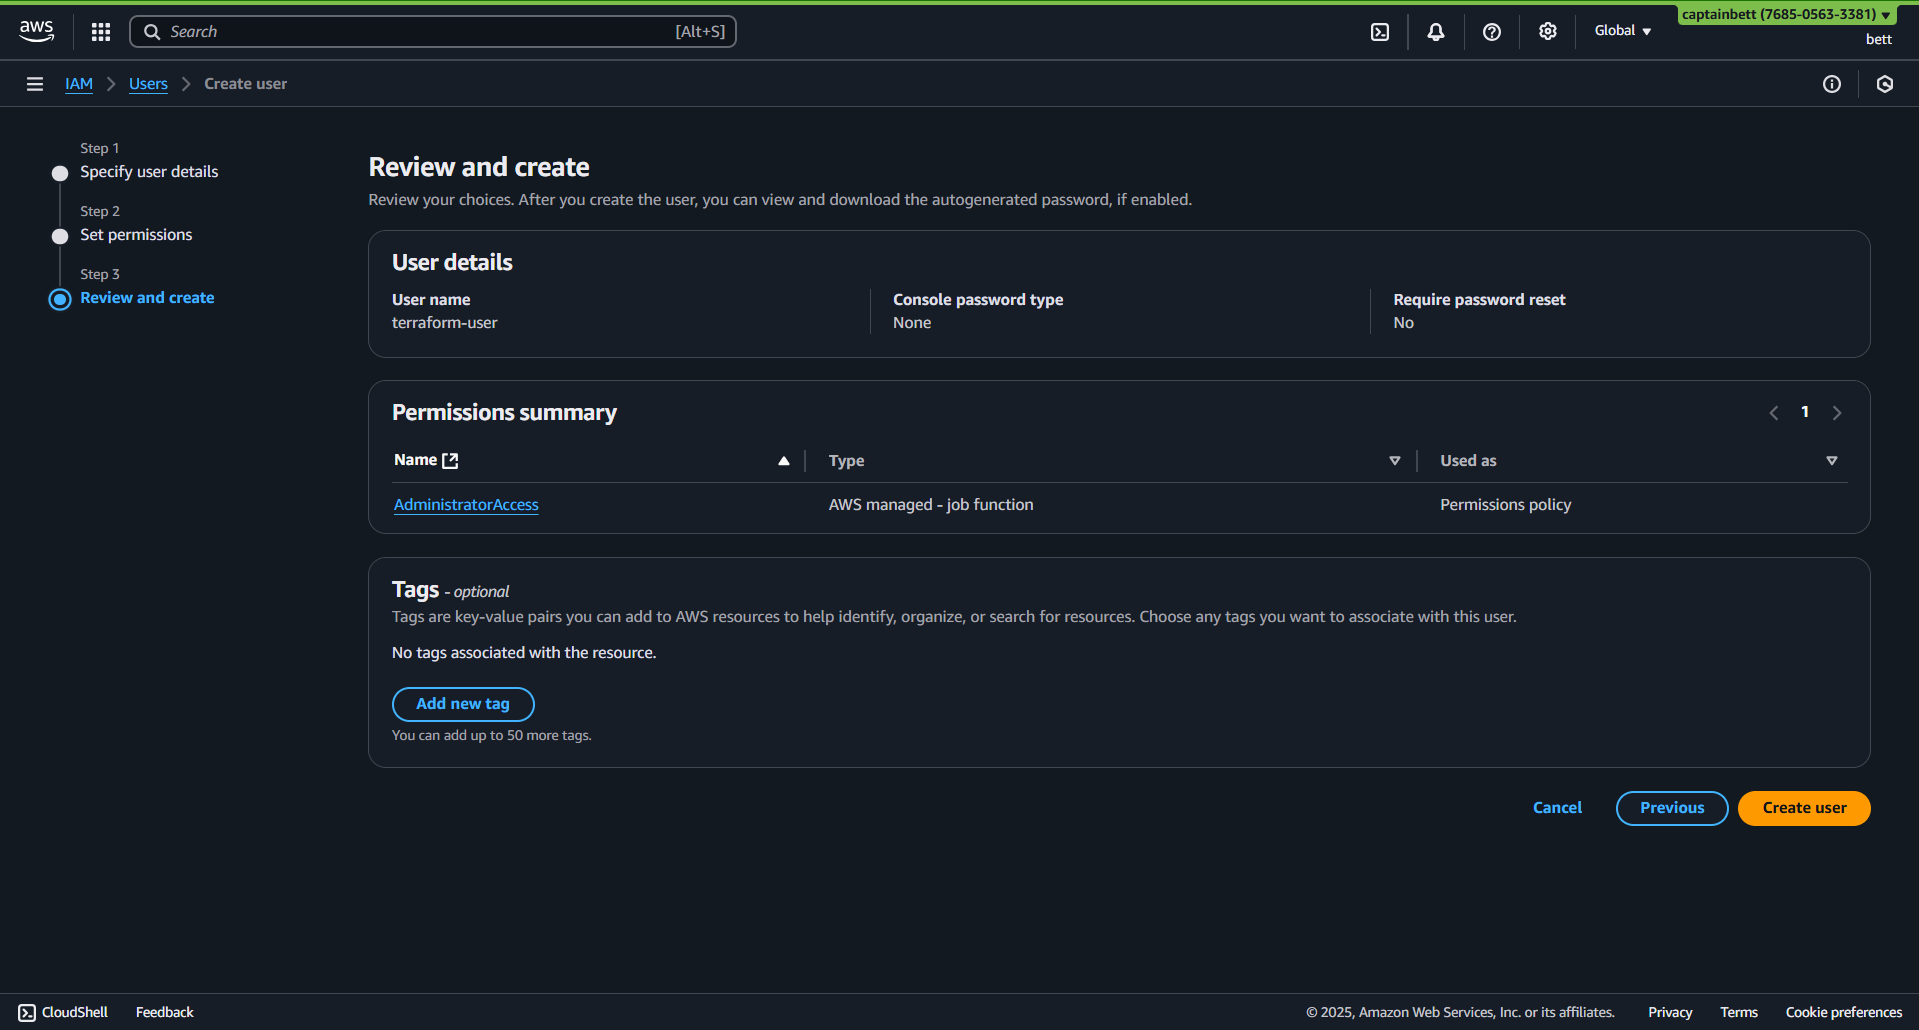 aws
Search [Alt+S]
Global
captainbett (7685-0563-3381)
bett
IAM Users Create user
Step 1
Specify user details
Step 2
Set permissions
Step 3
Review and create
Review and create
Review your choices. After you create the user, you can view and download the autogenerated password, if enabled.
User details
User name
terraform-user
Console password type
None
Require password reset
No
Permissions summary
1
Name Type Used as
AdministratorAccess AWS managed - job function Permissions policy
Tags - optional
Tags are key-value pairs you can add to AWS resources to help identify, organize, or search for resources. Choose any tags you want to associate with this user.
No tags associated with the resource.
Add new tag
You can add up to 50 more tags.
Cancel Previous Create user
CloudShell Feedback © 2025, Amazon Web Services, Inc. or its affiliates. Privacy Terms Cookie preferences